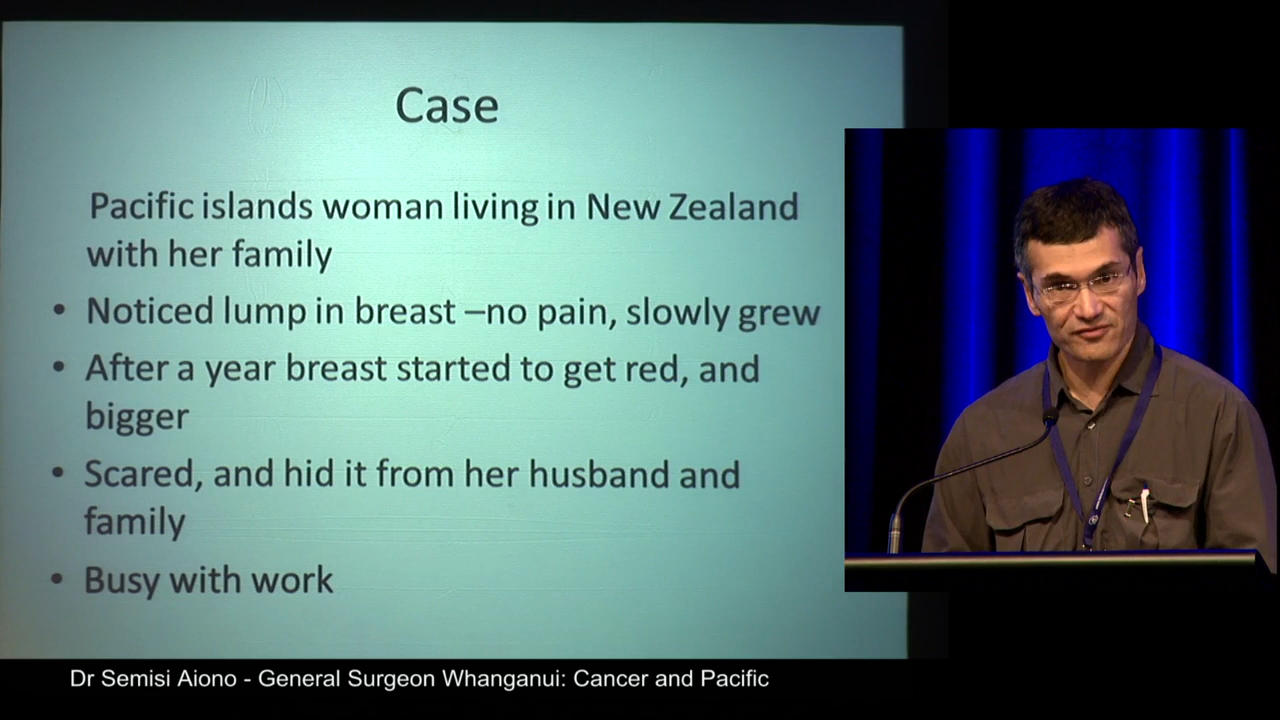 Case
Pacific islands woman living in New Zealand
with her family
• Noticed lump in breast –no pain, slowly grew
• After a year breast started to get red, and
bigger
• Scared, and hid it from her husband and
family
• Busy with work
Dr Semisi Aiono - General Surgeon Whanganui: Cancer and Pacific